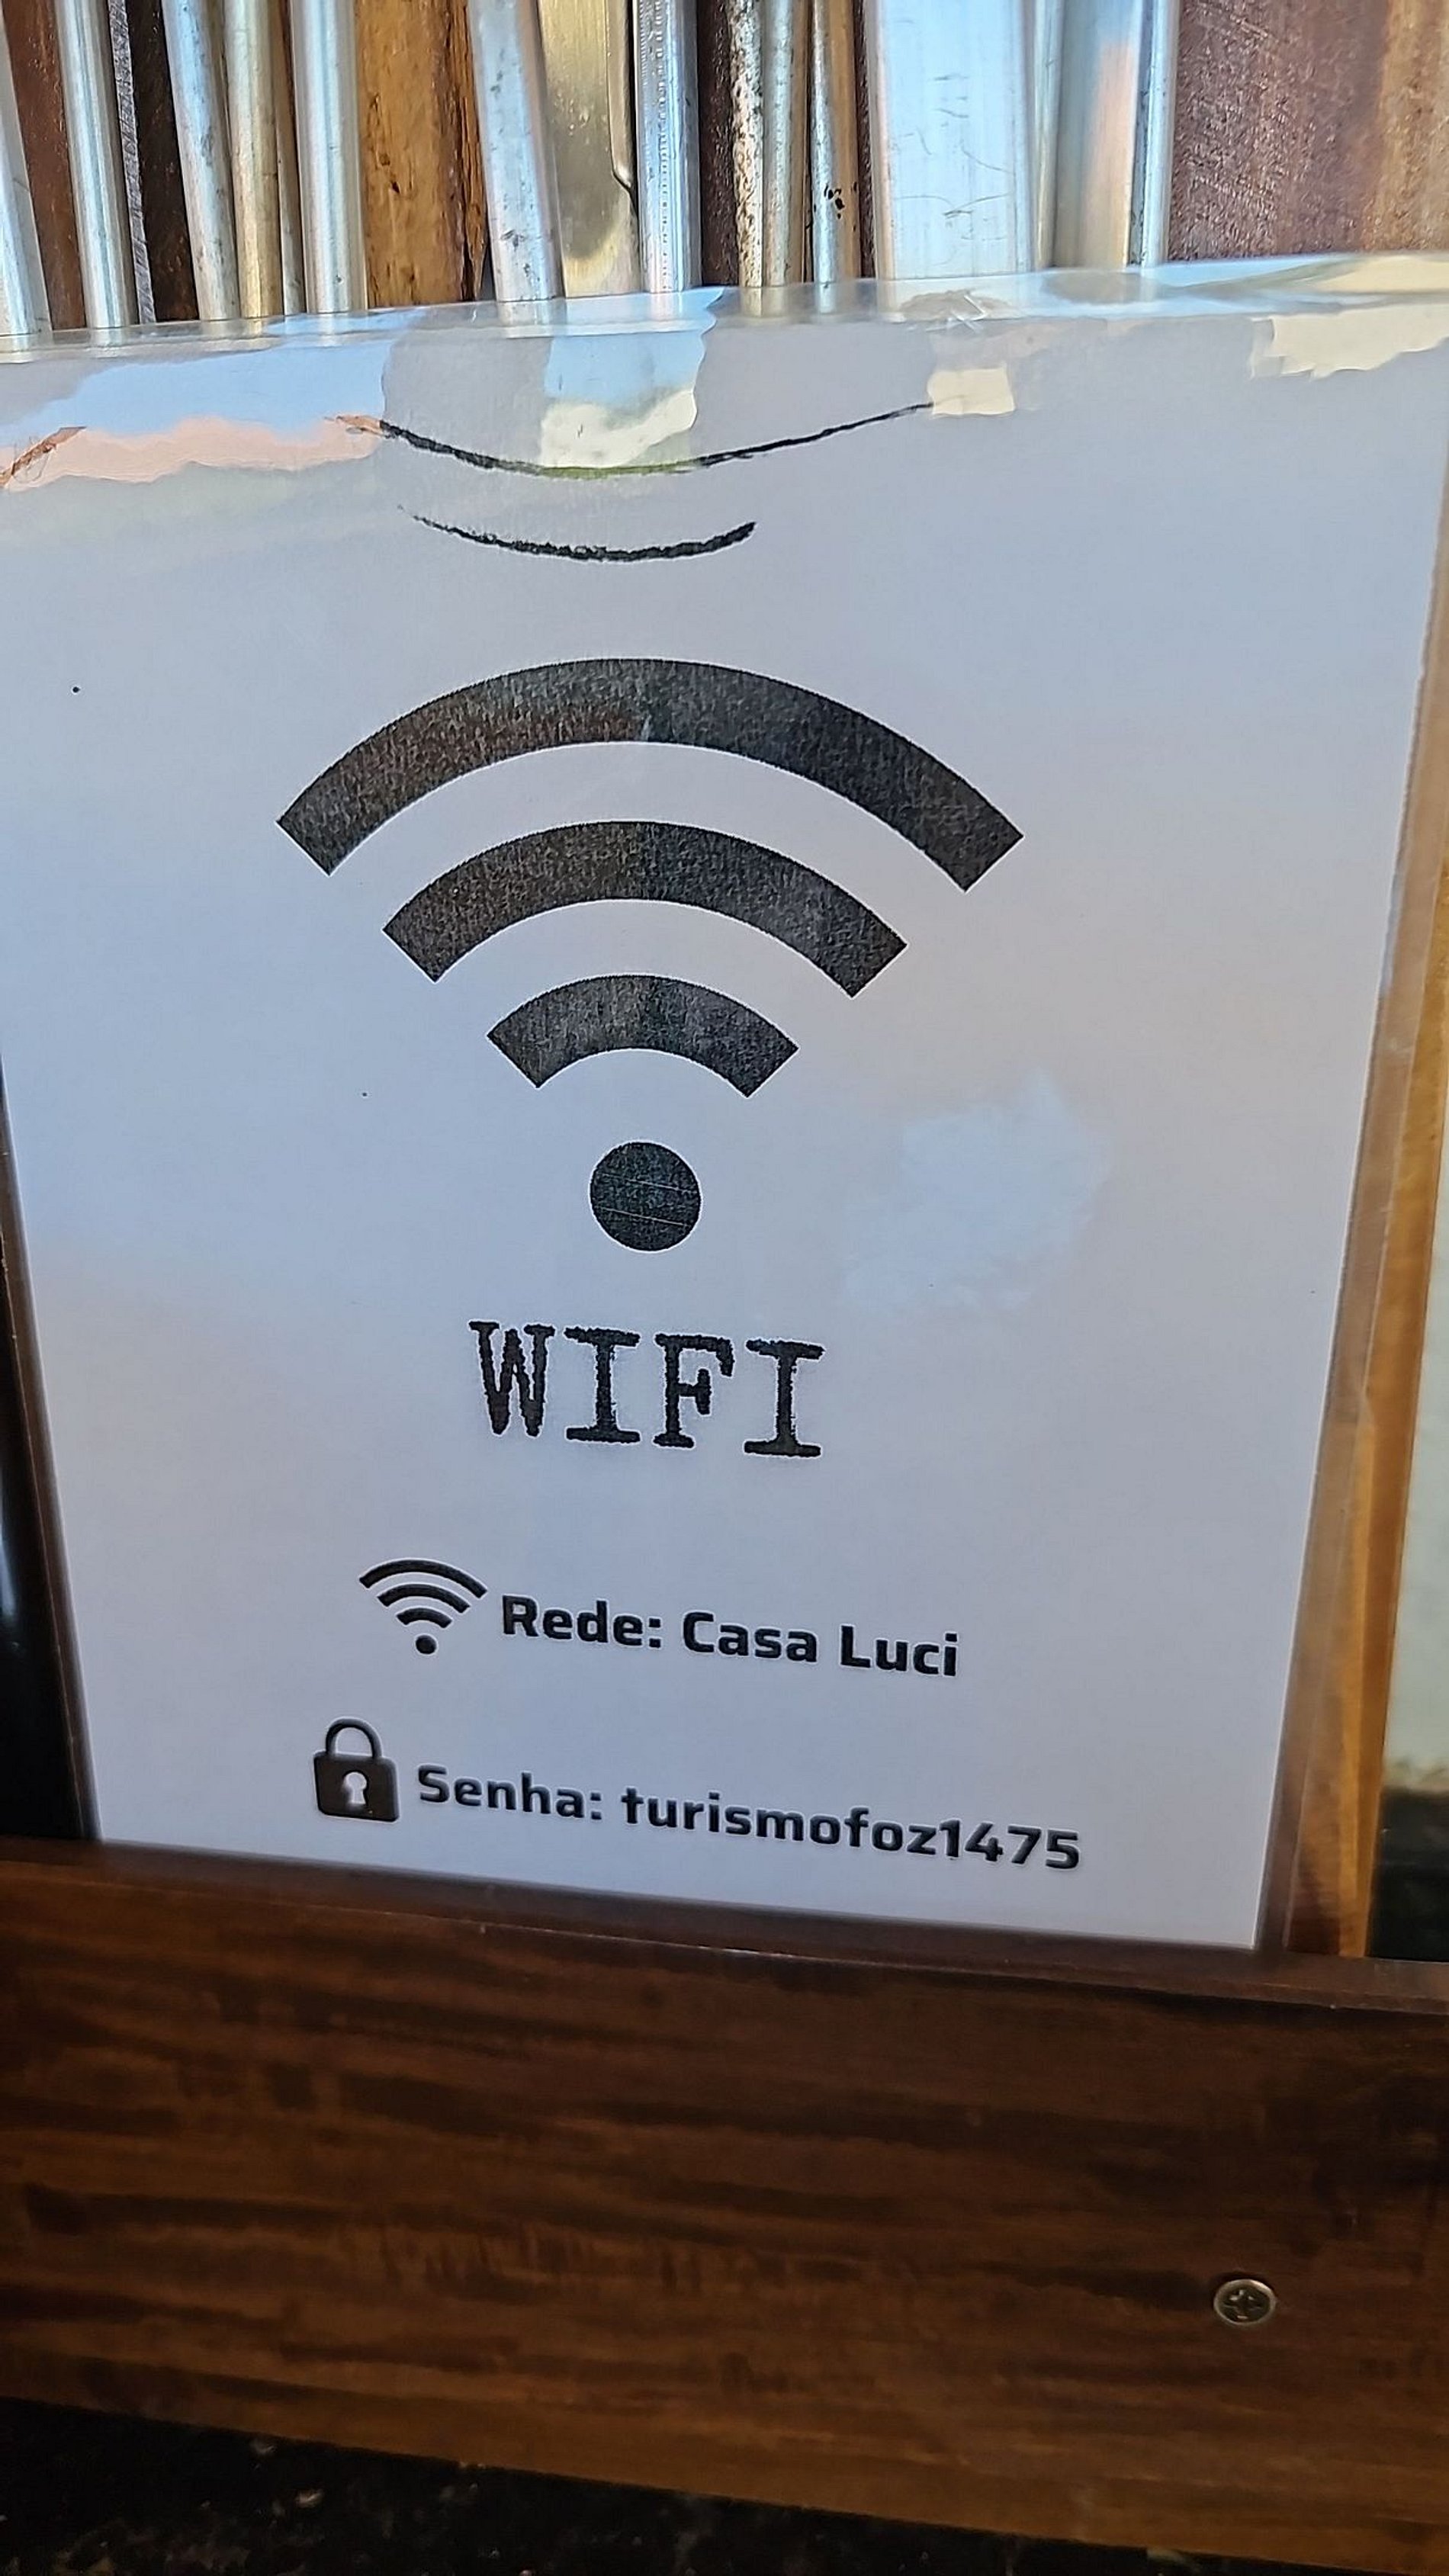 WIFI
Rede: Casa Luci
Senha: turismofoz1475